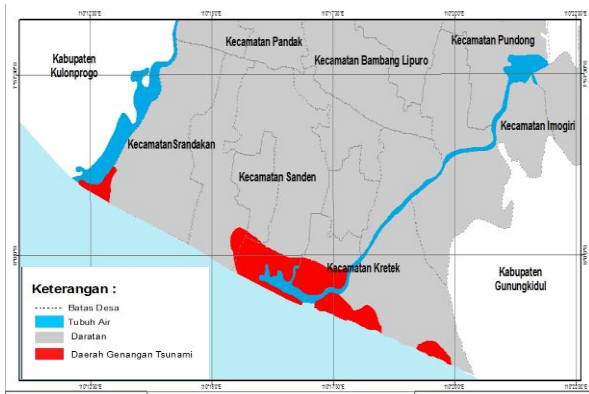 Kecamatan Pandak
Kecamatan Pundong
Kabupaten
Kulonprogo
Kecamatan Bambang Lipuro
Kecamatan Imogiri
KecamatanSrandakan
Kecamatan Sanden
Kecamatan Kretek
Kabupaten
Gunungkidul
Keterangan :
Batas Desa
Tubuh Air
Daratan
Daerah Genangan Tsunami